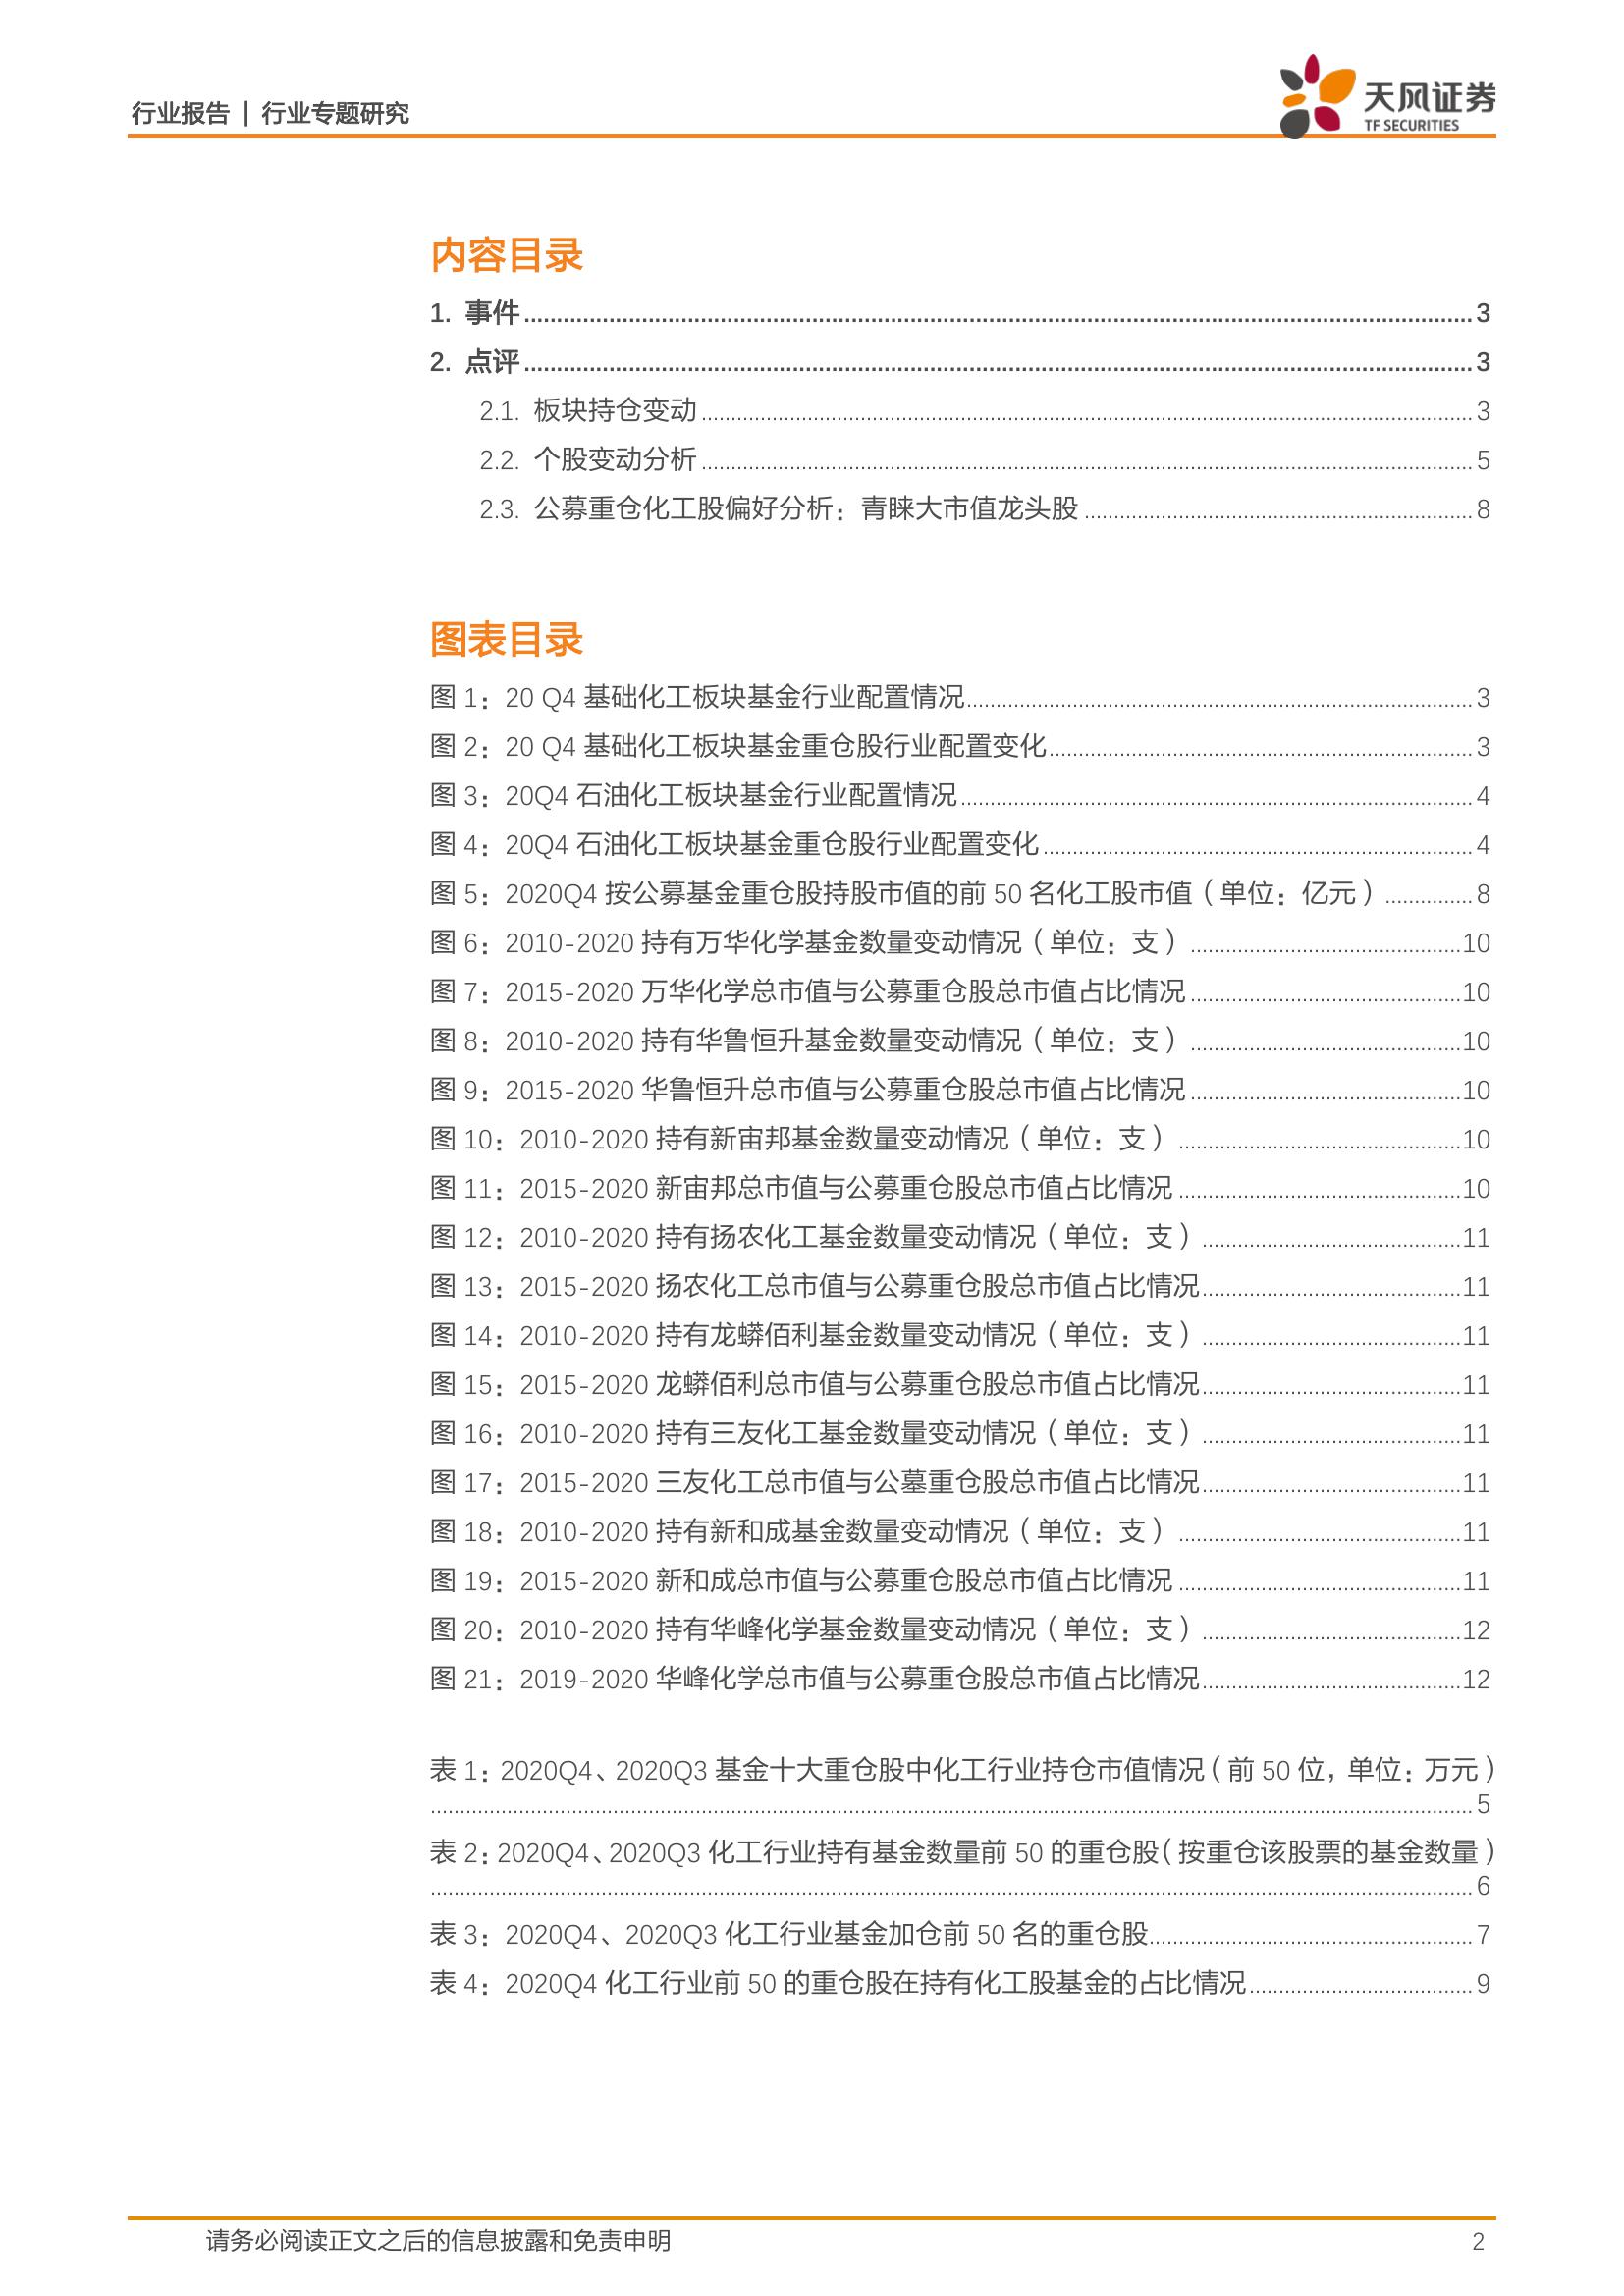 行业报告 | 行业专题研究
天风证券
TF SECURITIES
内容目录
1. 事件 3
2. 点评 3
2.1. 板块持仓变动 3
2.2. 个股变动分析 5
2.3. 公募重仓化工股偏好分析：青睐大市值龙头股 8
图表目录
图 1：20 Q4 基础化工板块基金行业配置情况 3
图 2：20 Q4 基础化工板块基金重仓股行业配置变化 3
图 3：20Q4 石油化工板块基金行业配置情况 4
图 4：20Q4 石油化工板块基金重仓股行业配置变化 4
图 5：2020Q4 按公募基金重仓股持股市值的前 50 名化工股市值（单位：亿元） 8
图 6：2010-2020 持有万华化学基金数量变动情况（单位：支） 10
图 7：2015-2020 万华化学总市值与公募重仓股总市值占比情况 10
图 8：2010-2020 持有华鲁恒升基金数量变动情况（单位：支） 10
图 9：2015-2020 华鲁恒升总市值与公募重仓股总市值占比情况 10
图 10：2010-2020 持有新宙邦基金数量变动情况（单位：支） 10
图 11：2015-2020 新宙邦总市值与公募重仓股总市值占比情况 10
图 12：2010-2020 持有扬农化工基金数量变动情况（单位：支） 11
图 13：2015-2020 扬农化工总市值与公募重仓股总市值占比情况 11
图 14：2010-2020 持有龙蟒佰利基金数量变动情况（单位：支） 11
图 15：2015-2020 龙蟒佰利总市值与公募重仓股总市值占比情况 11
图 16：2010-2020 持有三友化工基金数量变动情况（单位：支） 11
图 17：2015-2020 三友化工总市值与公墓重仓股总市值占比情况 11
图 18：2010-2020 持有新和成基金数量变动情况（单位：支） 11
图 19：2015-2020 新和成总市值与公募重仓股总市值占比情况 11
图 20：2010-2020 持有华峰化学基金数量变动情况（单位：支） 12
图 21：2019-2020 华峰化学总市值与公募重仓股总市值占比情况 12
表 1：2020Q4、2020Q3 基金十大重仓股中化工行业持仓市值情况（前 50 位，单位：万元）
5
表 2：2020Q4、2020Q3 化工行业持有基金数量前 50 的重仓股（按重仓该股票的基金数量）
6
表 3：2020Q4、2020Q3 化工行业基金加仓前 50 名的重仓股 7
表 4：2020Q4 化工行业前 50 的重仓股在持有化工股基金的占比情况 9
请务必阅读正文之后的信息披露和免责申明 2